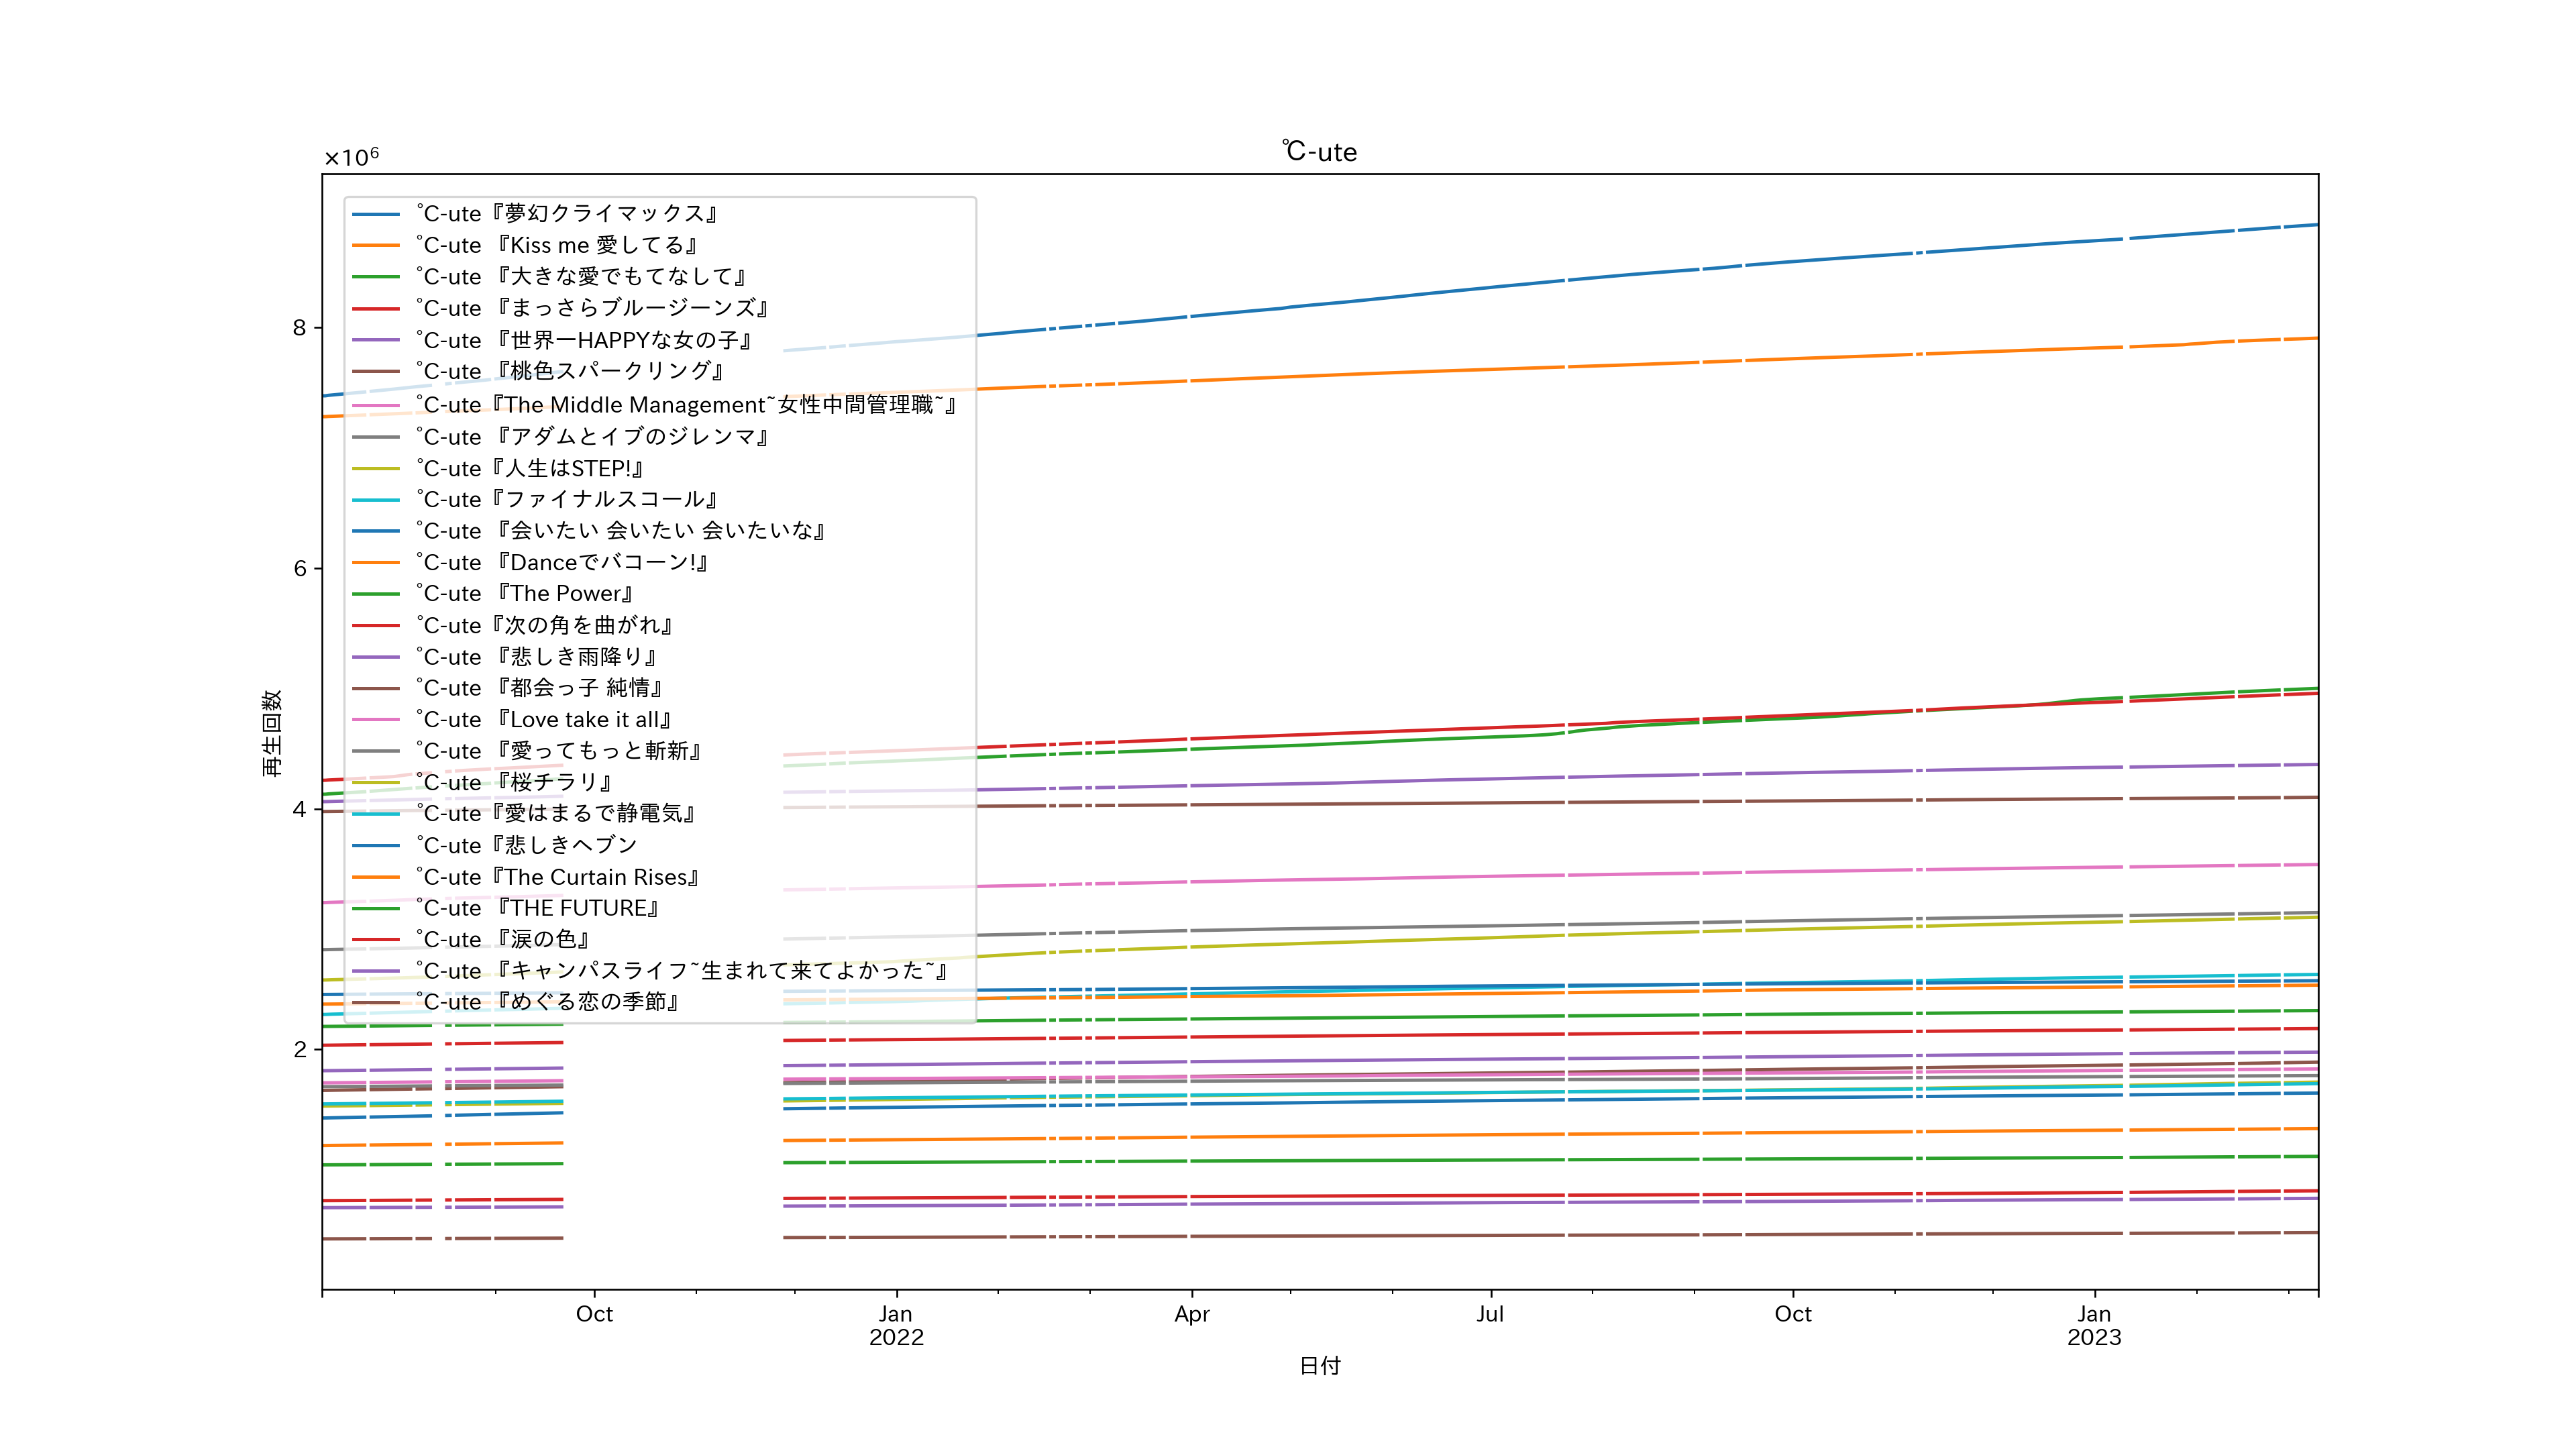 ℃-ute
×10⁶
℃-ute『夢幻クライマックス』
℃-ute 『Kiss me 愛してる』
℃-ute 『大きな愛でもてなして』
℃-ute 『まっさらブルージーンズ』
℃-ute 『世界一HAPPYな女の子』
℃-ute 『桃色スパークリング』
℃-ute『The Middle Management~女性中間管理職~』
℃-ute 『アダムとイブのジレンマ』
℃-ute『人生はSTEP!』
℃-ute『ファイナルスコール』
℃-ute 『会いたい 会いたい 会いたいな』
℃-ute 『Danceでバコーン!』
℃-ute 『The Power』
℃-ute『次の角を曲がれ』
℃-ute 『悲しき雨降り』
℃-ute 『都会っ子 純情』
℃-ute 『Love take it all』
℃-ute 『愛ってもっと斬新』
℃-ute 『桜チラリ』
℃-ute『愛はまるで静電気』
℃-ute『悲しきヘブン
℃-ute『The Curtain Rises』
℃-ute 『THE FUTURE』
℃-ute 『涙の色』
℃-ute 『キャンパスライフ~生まれて来てよかった~』
℃-ute 『めぐる恋の季節』
8
6
4
2
再生回数
Oct
Jan
2022
Apr
Jul
Oct
Jan
2023
日付